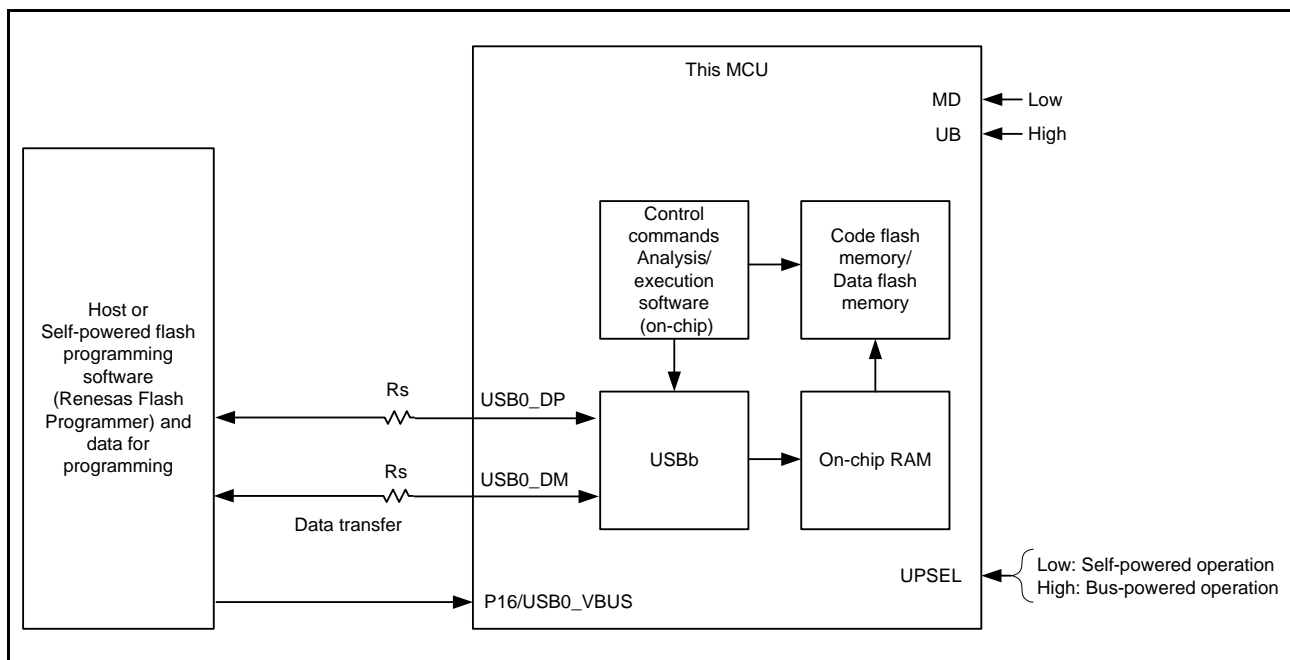 This MCU
MD
Low
UB
High
Host or
Self-powered flash
programming
software
(Renesas Flash
Programmer) and
data for
programming
Control
commands
Analysis/
execution
software
(on-chip)
Code flash
memory/
Data flash
memory
Rs
USB0_DP
USBb
On-chip RAM
Rs
USB0_DM
Data transfer
UPSEL
Low: Self-powered operation
High: Bus-powered operation
P16/USB0_VBUS